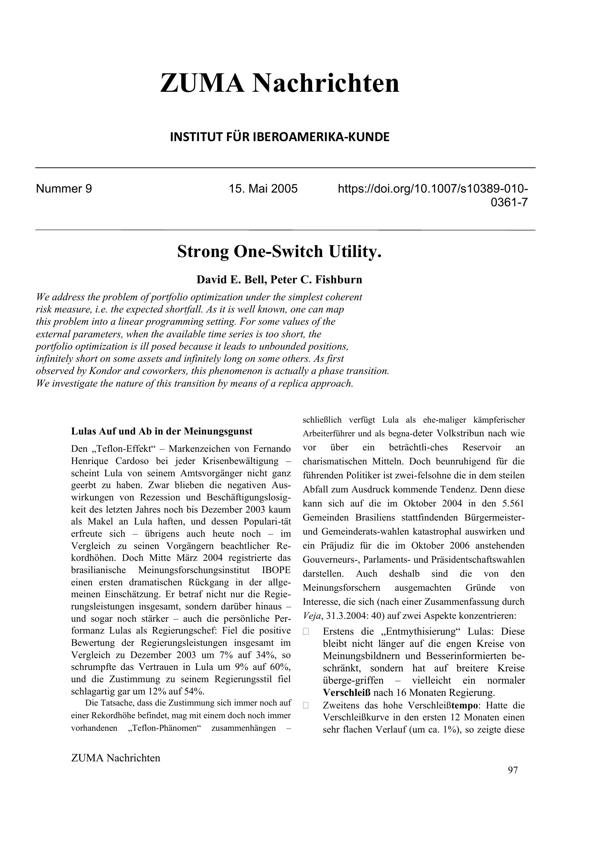 ZUMA Nachrichten
INSTITUT FÜR IBEROAMERIKA-KUNDE
Nummer 9 15. Mai 2005 https://doi.org/10.1007/s10389-010-
0361-7
Strong One-Switch Utility.
David E. Bell, Peter C. Fishburn
We address the problem of portfolio optimization under the simplest coherent
risk measure, i.e. the expected shortfall. As it is well known, one can map
this problem into a linear programming setting. For some values of the
external parameters, when the available time series is too short, the
portfolio optimization is ill posed because it leads to unbounded positions,
infinitely short on some assets and infinitely long on some others. As first
observed by Kondor and coworkers, this phenomenon is actually a phase transition.
We investigate the nature of this transition by means of a replica approach.
Lulas Auf und Ab in der Meinungsgunst
Den „Teflon-Effekt“ – Markenzeichen von Fernando
Henrique Cardoso bei jeder Krisenbewältigung –
scheint Lula von seinem Amtsvorgänger nicht ganz
geerbt zu haben. Zwar blieben die negativen Aus-
wirkungen von Rezession und Beschäftigungslosig-
keit des letzten Jahres noch bis Dezember 2003 kaum
als Makel an Lula haften, und dessen Populari-tät
erfreute sich – übrigens auch heute noch – im
Vergleich zu seinen Vorgängern beachtlicher Re-
kordhöhen. Doch Mitte März 2004 registrierte das
brasilianische Meinungsforschungsinstitut IBOPE
einen ersten dramatischen Rückgang in der allge-
meinen Einschätzung. Er betraf nicht nur die Regie-
rungsleistungen insgesamt, sondern darüber hinaus –
und sogar noch stärker – auch die persönliche Per-
formanz Lulas als Regierungschef: Fiel die positive
Bewertung der Regierungsleistungen insgesamt im
Vergleich zu Dezember 2003 um 7% auf 34%, so
schrumpfte das Vertrauen in Lula um 9% auf 60%,
und die Zustimmung zu seinem Regierungsstil fiel
schlagartig gar um 12% auf 54%.
Die Tatsache, dass die Zustimmung sich immer noch auf
einer Rekordhöhe befindet, mag mit einem doch noch immer
vorhandenen „Teflon-Phänomen“ zusammenhängen –
schließlich verfügt Lula als ehe-maliger kämpferischer
Arbeiterführer und als begna-deter Volkstribun nach wie
vor über ein beträchtli-ches Reservoir an
charismatischen Mitteln. Doch beunruhigend für die
führenden Politiker ist zwei-felsohne die in dem steilen
Abfall zum Ausdruck kommende Tendenz. Denn diese
kann sich auf die im Oktober 2004 in den 5.561
Gemeinden Brasiliens stattfindenden Bürgermeister-
und Gemeinderats-wahlen katastrophal auswirken und
ein Präjudiz für die im Oktober 2006 anstehenden
Gouverneurs-, Parlaments- und Präsidentschaftswahlen
darstellen. Auch deshalb sind die von den
Meinungsforschern ausgemachten Gründe von
Interesse, die sich (nach einer Zusammenfassung durch
Veja, 31.3.2004: 40) auf zwei Aspekte konzentrieren:
Erstens die „Entmythisierung“ Lulas: Diese
bleibt nicht länger auf die engen Kreise von
Meinungsbildnern und Besserinformierten be-
schränkt, sondern hat auf breitere Kreise
überge-griffen – vielleicht ein normaler
Verschleiß nach 16 Monaten Regierung.
Zweitens das hohe Verschleißtempo: Hatte die
Verschleißkurve in den ersten 12 Monaten einen
sehr flachen Verlauf (um ca. 1%), so zeigte diese
ZUMA Nachrichten
97